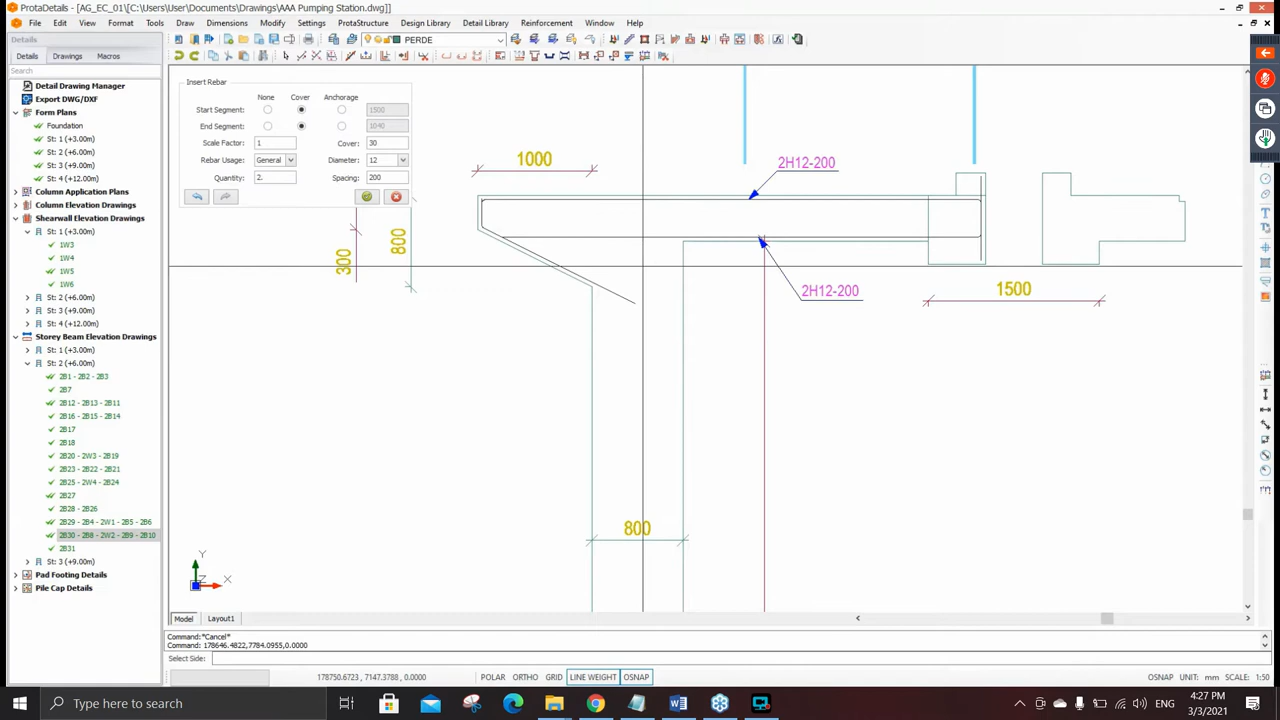 ProtaDetails - [AG_EC_01\[C:\Users\User\Documents\Drawings\AAA Pumping Station.dwg]]
File Edit View Format Tools Draw Dimensions Modify Settings ProtaStructure Design Library Detail Library Reinforcement Window Help
Details
PERDE
Details Drawings Macros
Search
Detail Drawing Manager
Export DWG/DXF
Form Plans
Foundation
St: 1 (+3.00m)
St: 2 (+6.00m)
St: 3 (+9.00m)
St: 4 (+12.00m)
Column Application Plans
Column Elevation Drawings
Shearwall Elevation Drawings
St: 1 (+3.00m)
1W3
1W4
1W5
1W6
St: 2 (+6.00m)
St: 3 (+9.00m)
St: 4 (+12.00m)
Storey Beam Elevation Drawings
St: 1 (+3.00m)
St: 2 (+6.00m)
2B1 - 2B2 - 2B3
2B7
2B12 - 2B13 - 2B11
2B16 - 2B15 - 2B14
2B17
2B18
2B20 - 2W3 - 2B19
2B23 - 2B22 - 2B21
2B25 - 2W4 - 2B24
2B27
2B28 - 2B26
2B29 - 2B4 - 2W1 - 2B5 - 2B6
2B30 - 2B8 - 2W2 - 2B9 - 2B10
2B31
St: 3 (+9.00m)
Pad Footing Details
Pile Cap Details
Insert Rebar
None Cover Anchorage
Start Segment: 1500
End Segment: 1040
Scale Factor: 1 Cover: 30
Rebar Usage: General Diameter: 12
Quantity: 2. Spacing: 200
1000
2H12-200
300
800
2H12-200
1500
800
Y
Z
X
Model Layout1
Command:*Cancel*
Command: 178646.4822,7784.0955,0.0000
Select Side:
178750.6723 , 7147.3788 , 0.0000 POLAR ORTHO GRID LINE WEIGHT OSNAP OSNAP UNIT: mm SCALE: 1:50
Type here to search
ENG
4:27 PM
3/3/2021